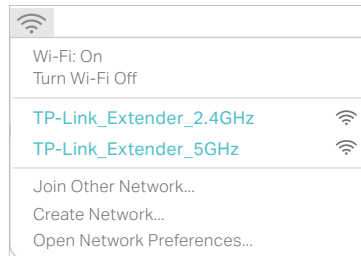 Wi-Fi: On
Turn Wi-Fi Off
TP-Link_Extender_2.4GHz
TP-Link_Extender_5GHz
Join Other Network...
Create Network...
Open Network Preferences...